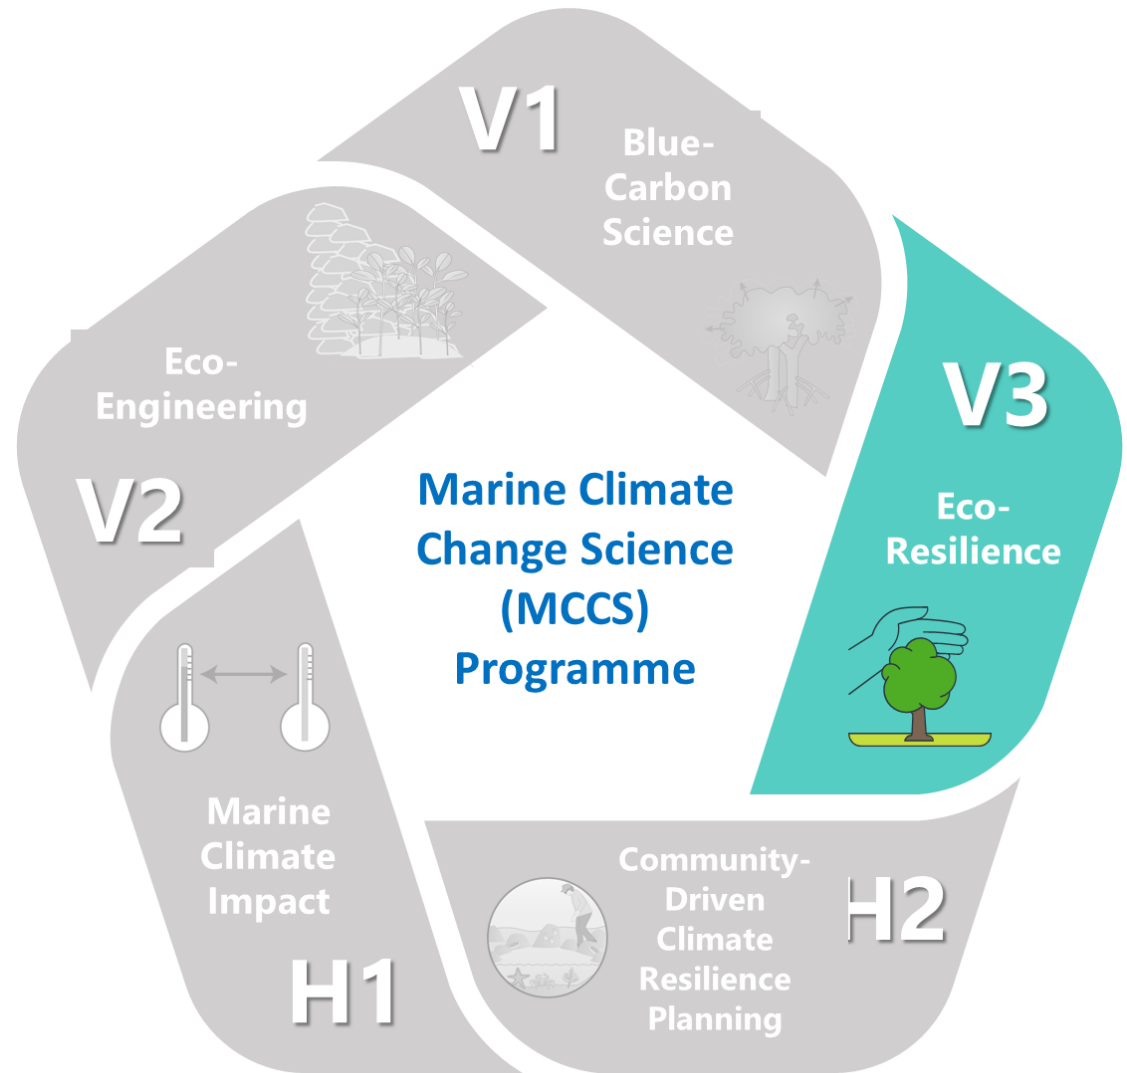 V1
Blue-
Carbon
Science
V3
Eco-
Resilience
Eco-
Engineering
V2
Marine Climate
Change Science
(MCCS)
Programme
Marine
Climate
Impact
H1
Community-
Driven
Climate
Resilience
Planning
H2